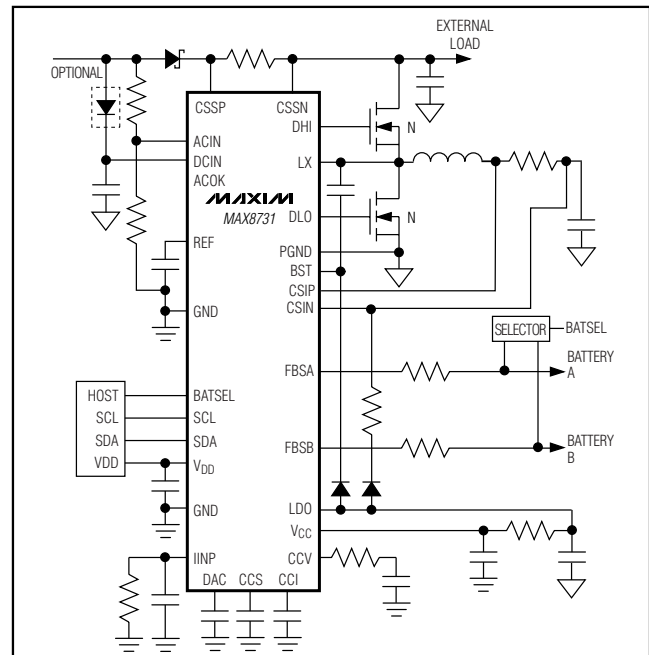 EXTERNAL
LOAD
OPTIONAL
CSSP
CSSN
DHI
N
ACIN
DCIN
LX
ACOK
MAXIM
MAX8731
DLO
N
REF
PGND
BST
CSIP
CSIN
GND
SELECTOR
BATSEL
FBSA
BATTERY
A
HOST
BATSEL
SCL
SCL
SDA
SDA
FBSB
BATTERY
B
VDD
VDD
LDO
GND
VCC
IINP
CCV
DAC
CCS
CCI